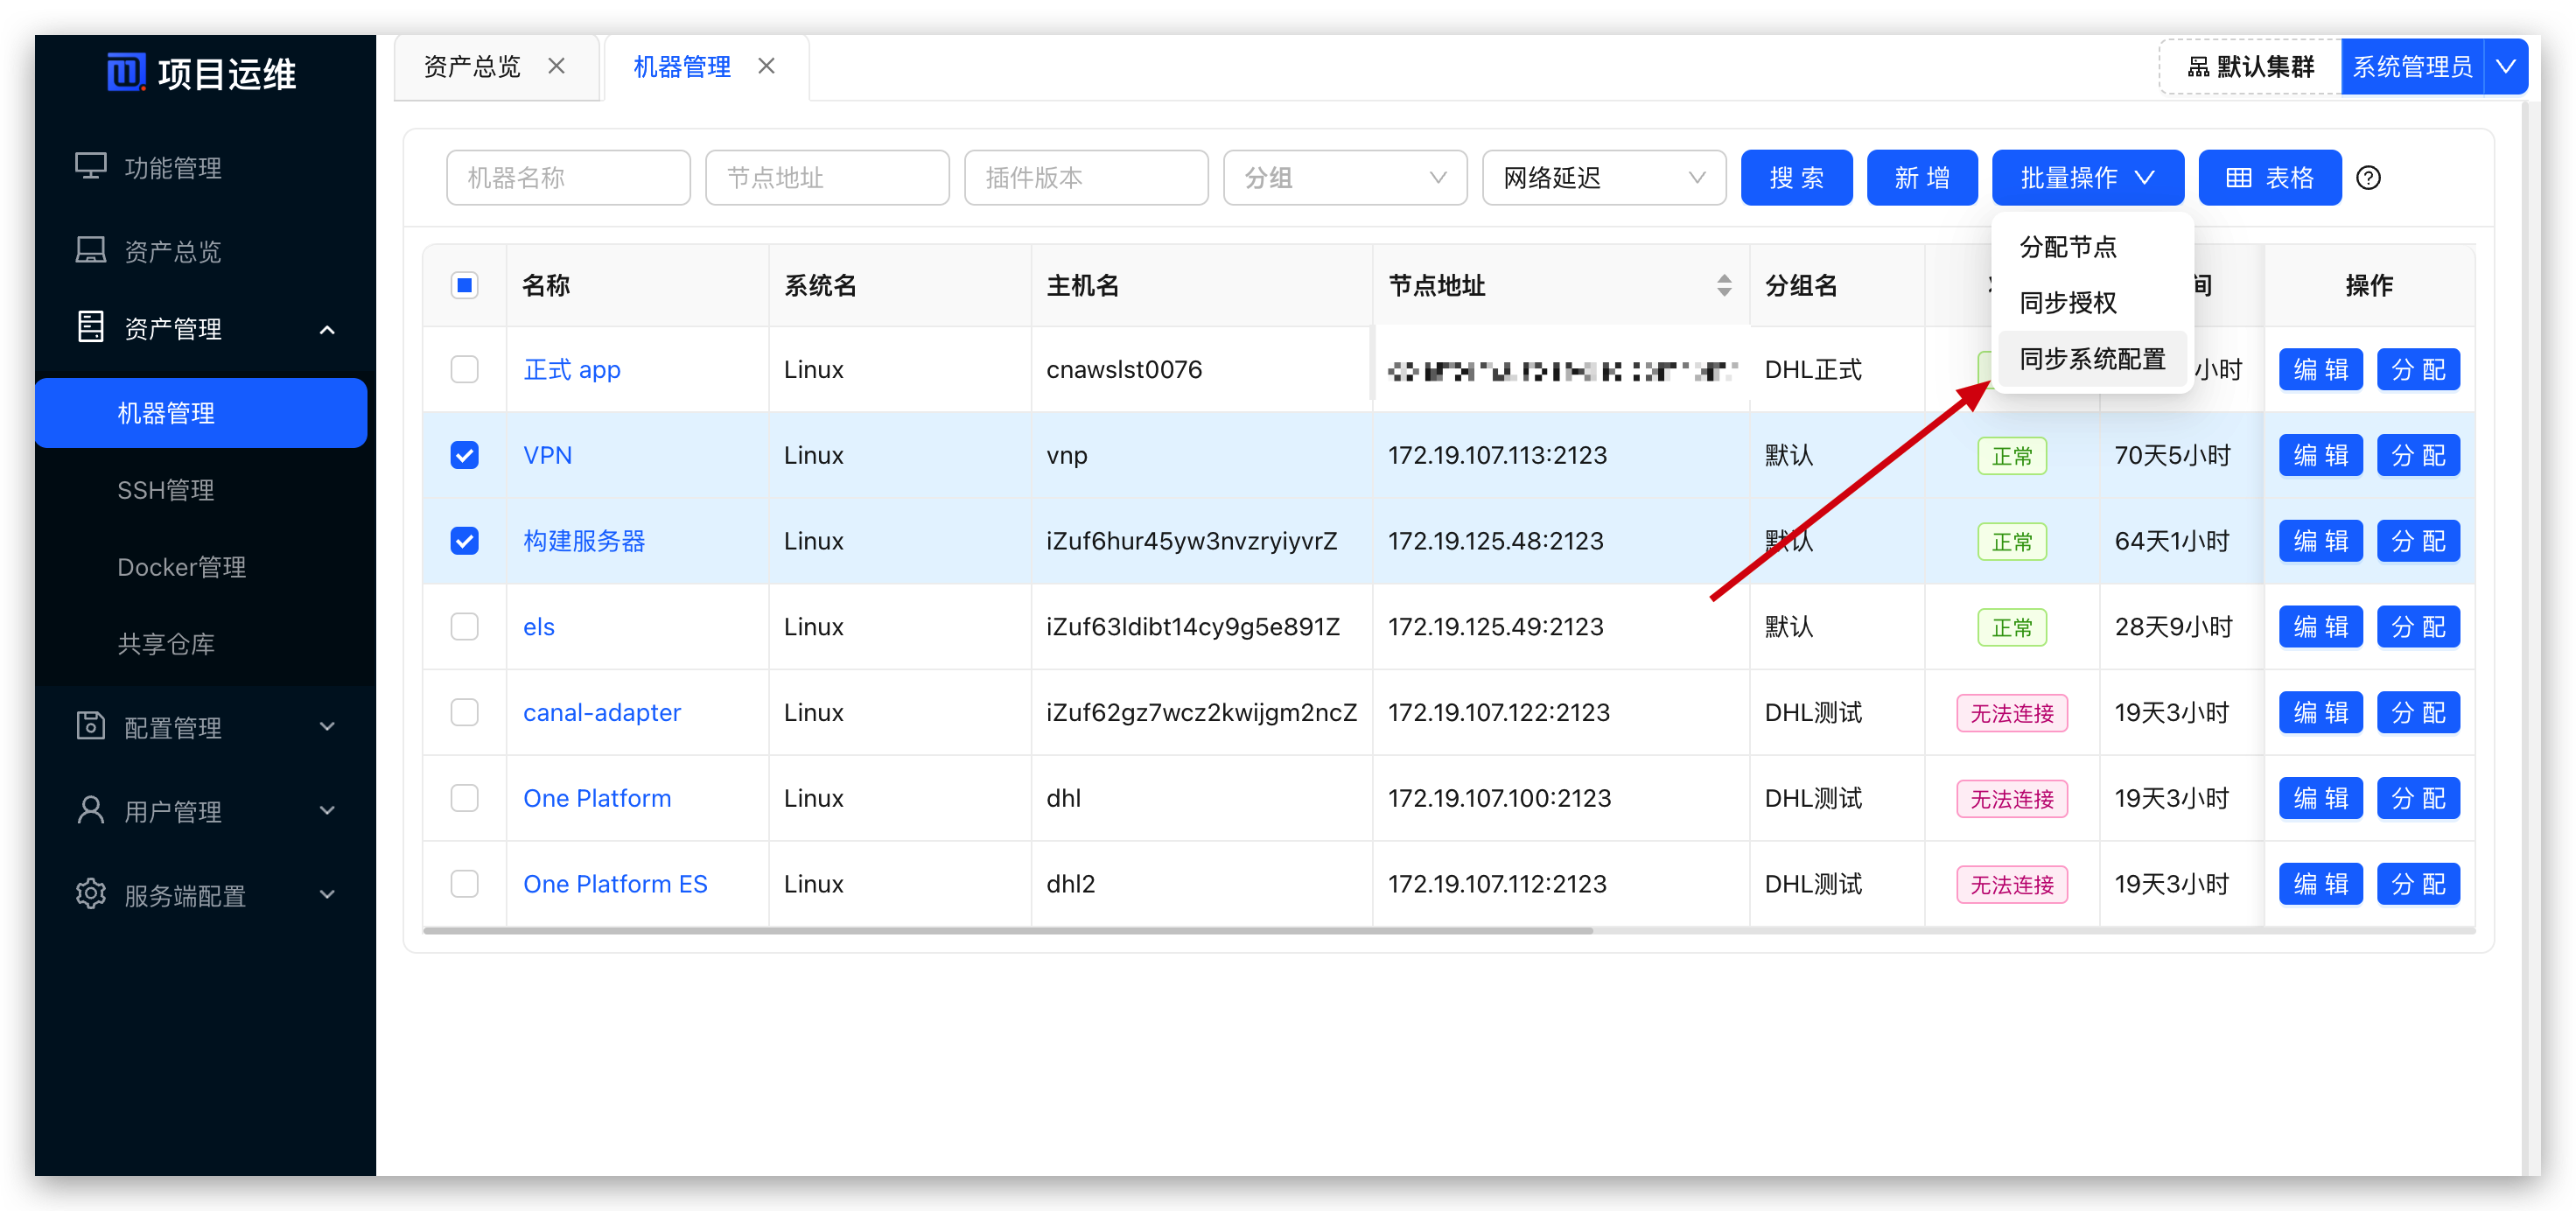 项目运维
资产总览
机器管理
默认集群
系统管理员
功能管理
资产总览
资产管理
机器管理
SSH管理
Docker管理
共享仓库
配置管理
用户管理
服务端配置
机器名称 节点地址 插件版本 分组 网络延迟 搜 索 新 增 批量操作 表格
分配节点
同步授权
同步系统配置
名称 系统名 主机名 节点地址 分组名 间 操作
正式 app Linux cnawslst0076 DHL正式 小时 编 辑 分 配
VPN Linux vnp 172.19.107.113:2123 默认 正常 70天5小时 编 辑 分 配
构建服务器 Linux iZuf6hur45yw3nvzryiyvrZ 172.19.125.48:2123 默认 正常 64天1小时 编 辑 分 配
els Linux iZuf63ldibt14cy9g5e891Z 172.19.125.49:2123 默认 正常 28天9小时 编 辑 分 配
canal-adapter Linux iZuf62gz7wcz2kwijgm2ncZ 172.19.107.122:2123 DHL测试 无法连接 19天3小时 编 辑 分 配
One Platform Linux dhl 172.19.107.100:2123 DHL测试 无法连接 19天3小时 编 辑 分 配
One Platform ES Linux dhl2 172.19.107.112:2123 DHL测试 无法连接 19天3小时 编 辑 分 配